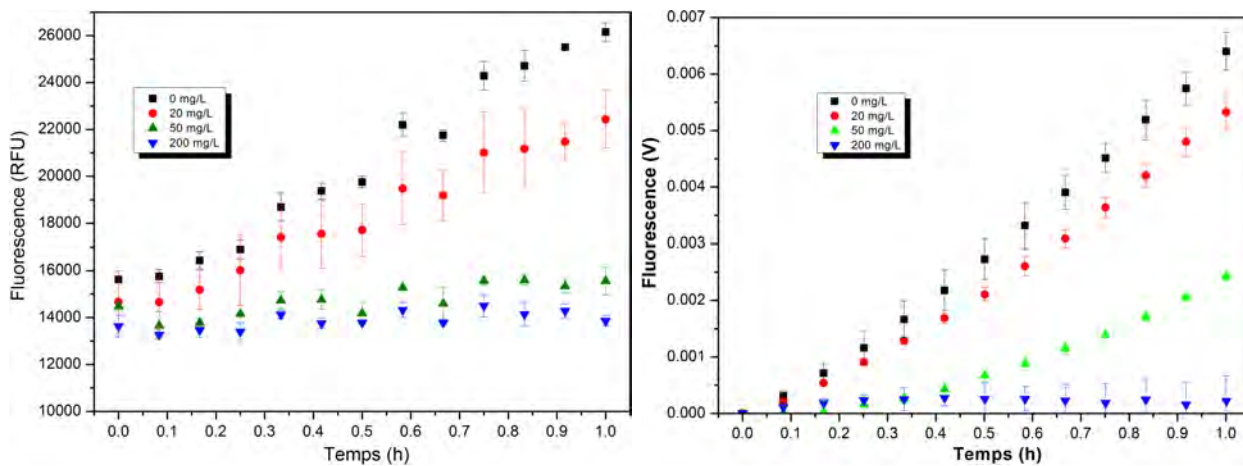 26000
24000
22000
20000
18000
16000
14000
12000
10000
Fluorescence (RFU)
0 mg/L
20 mg/L
50 mg/L
200 mg/L
0.0 0.1 0.2 0.3 0.4 0.5 0.6 0.7 0.8 0.9 1.0
Temps (h)
0.007
0.006
0.005
0.004
0.003
0.002
0.001
0.000
Fluorescence (V)
0 mg/L
20 mg/L
50 mg/L
200 mg/L
0.0 0.1 0.2 0.3 0.4 0.5 0.6 0.7 0.8 0.9 1.0
Temps (h)